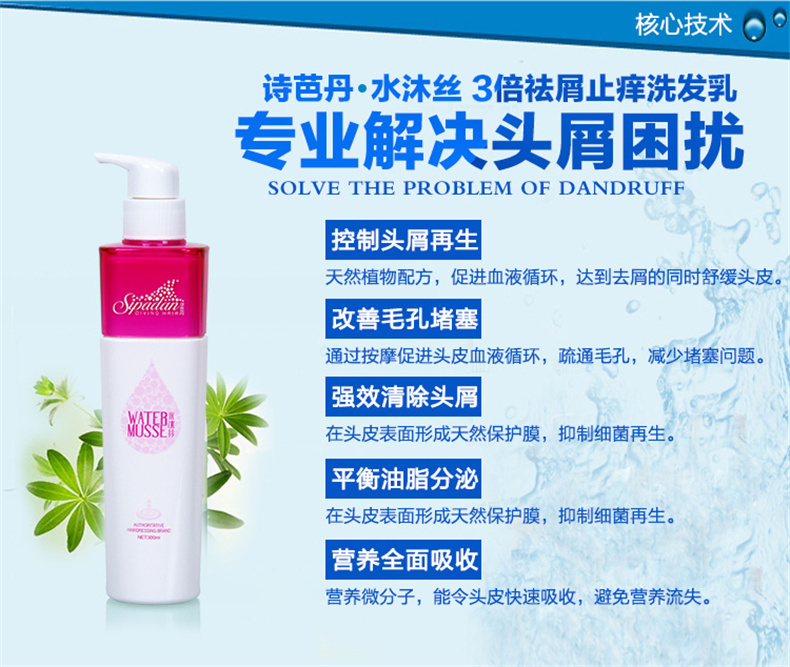 核心技术
诗芭丹·水沐丝 3倍祛屑止痒洗发乳
专业解决头屑困扰
SOLVE THE PROBLEM OF DANDRUFF
控制头屑再生
天然植物配方，促进血液循环，达到去屑的同时舒缓头皮。
改善毛孔堵塞
通过按摩促进头皮血液循环，疏通毛孔，减少堵塞问题。
强效清除头屑
在头皮表面形成天然保护膜，抑制细菌再生。
平衡油脂分泌
在头皮表面形成天然保护膜，抑制细菌再生。
营养全面吸收
营养微分子，能令头皮快速吸收，避免营养流失。
Sipadan
DIVING HAIR
WATER
MUSSE
AUTHORITATIVE
HAIRDRESSING BRAND
NET:300ml